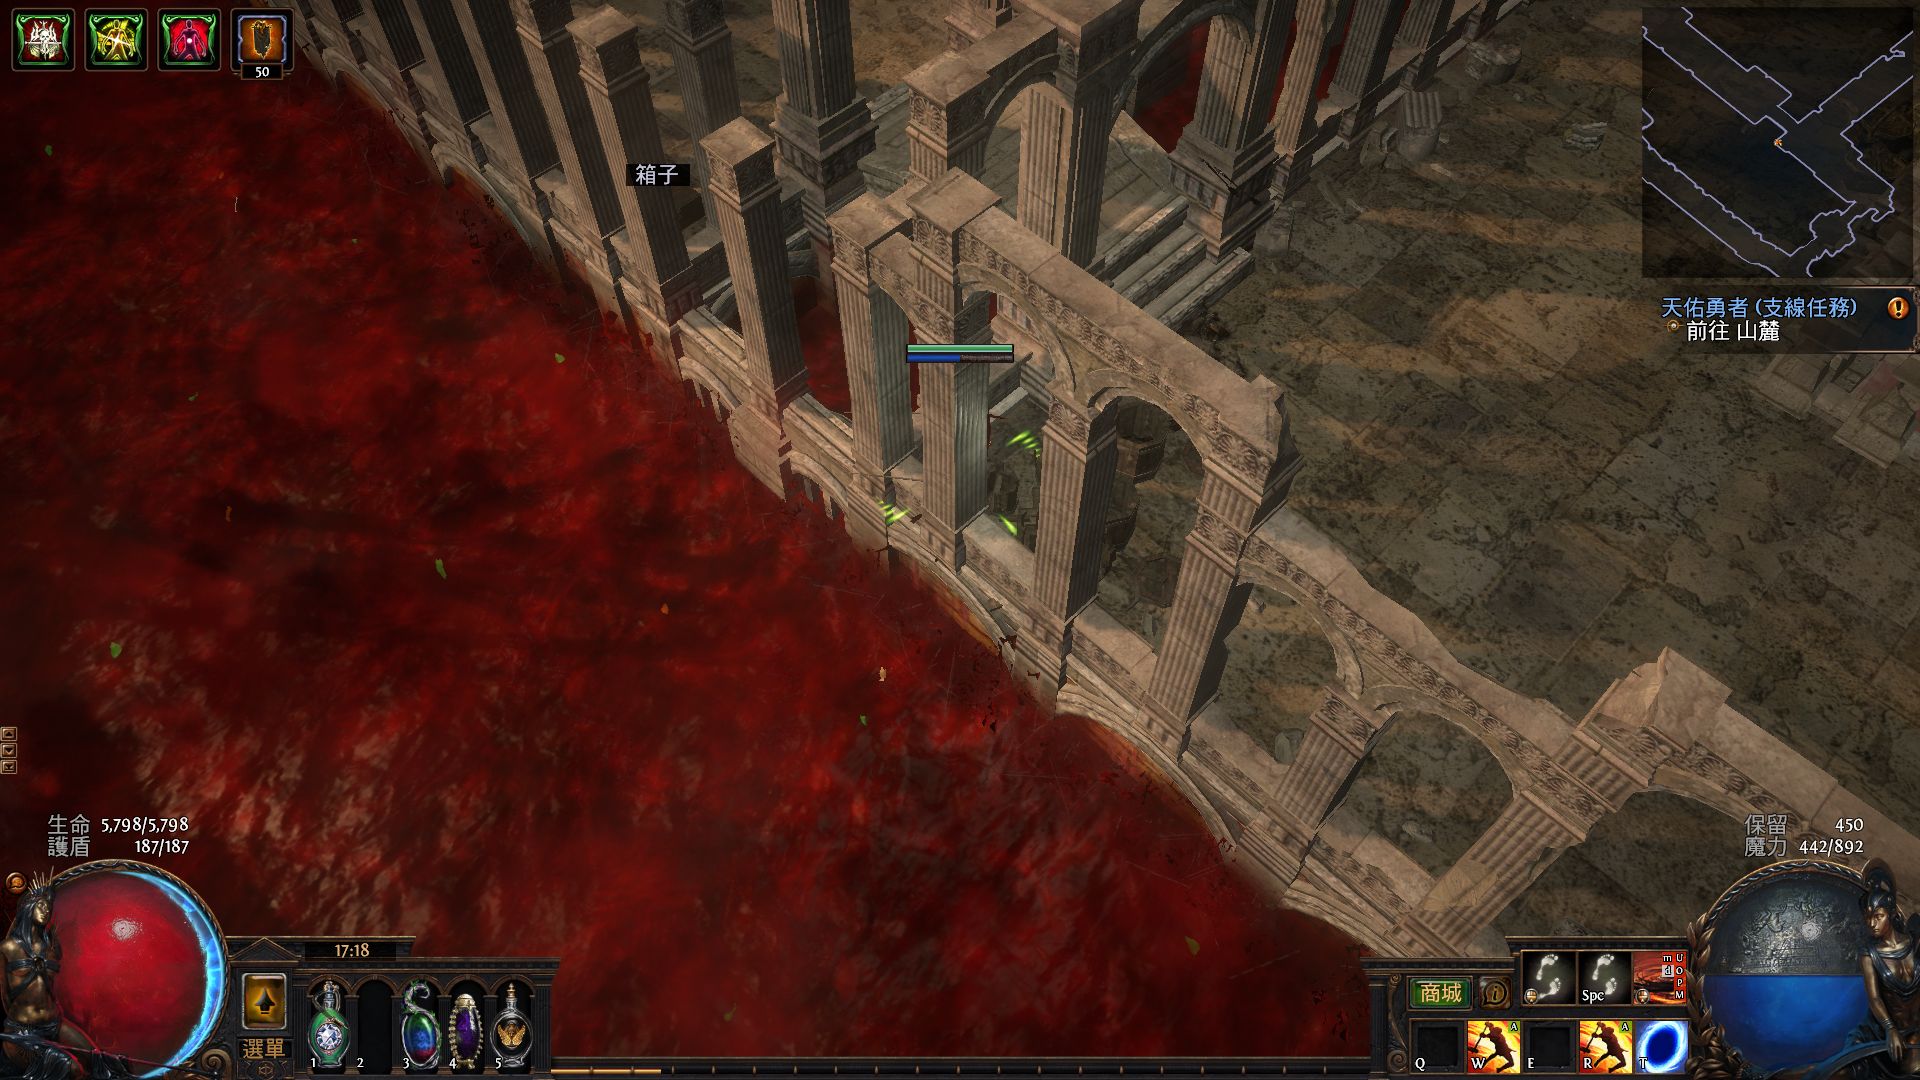 50
箱子
天佑勇者 (支線任務)
前往 山麓
生命 5,798/5,798
護盾 187/187
保留 450
魔力 442/892
17:18
選單
1 2 3 4 5
商城
Spc
m U
d O
P
M
Q W A E R A T